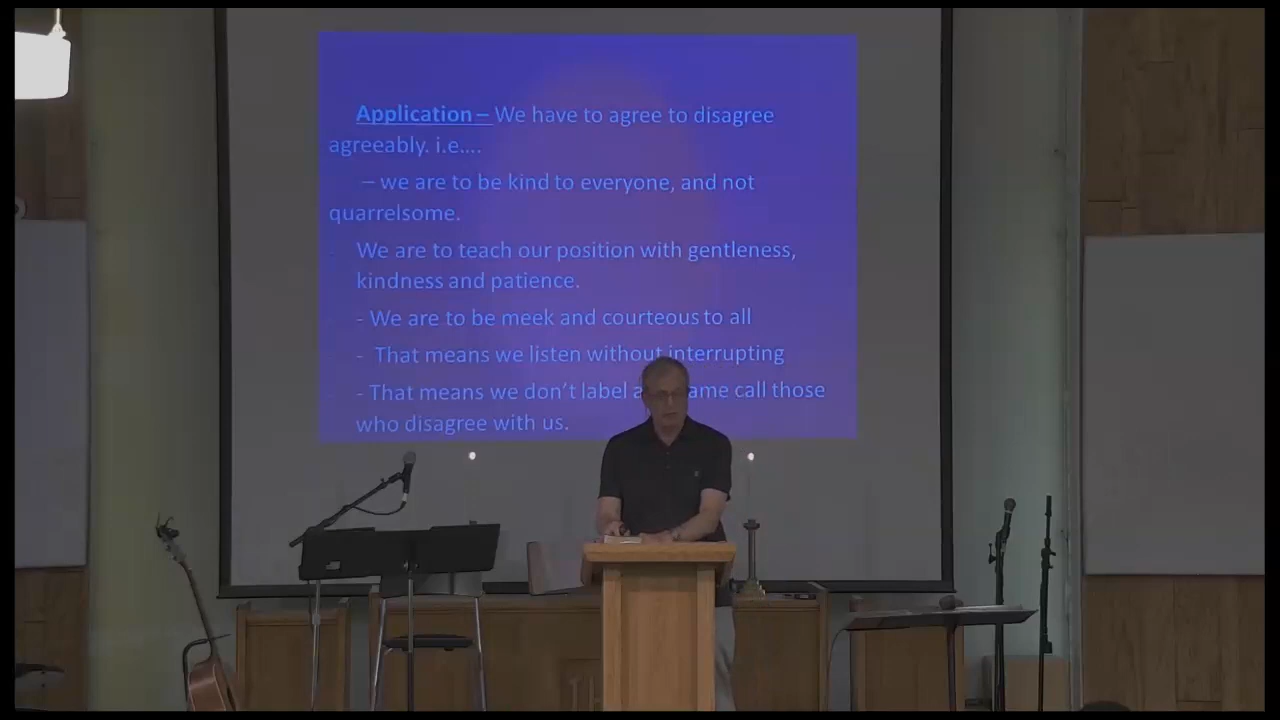 Application – We have to agree to disagree
agreeably. i.e....
– we are to be kind to everyone, and not
quarrelsome.
- We are to teach our position with gentleness,
kindness and patience.
- - We are to be meek and courteous to all
- - That means we listen without interrupting
- - That means we don't label ame call those
who disagree with us.